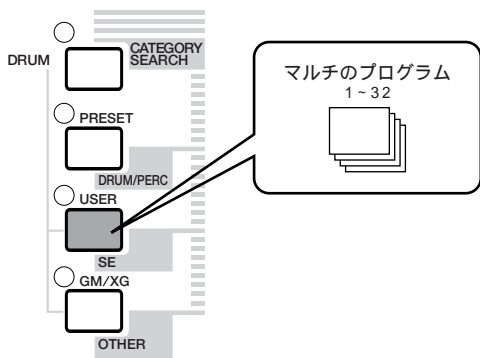 CATEGORY
SEARCH
DRUM
PRESET
DRUM/PERC
USER
SE
GM/XG
OTHER
マルチのプログラム
1~32